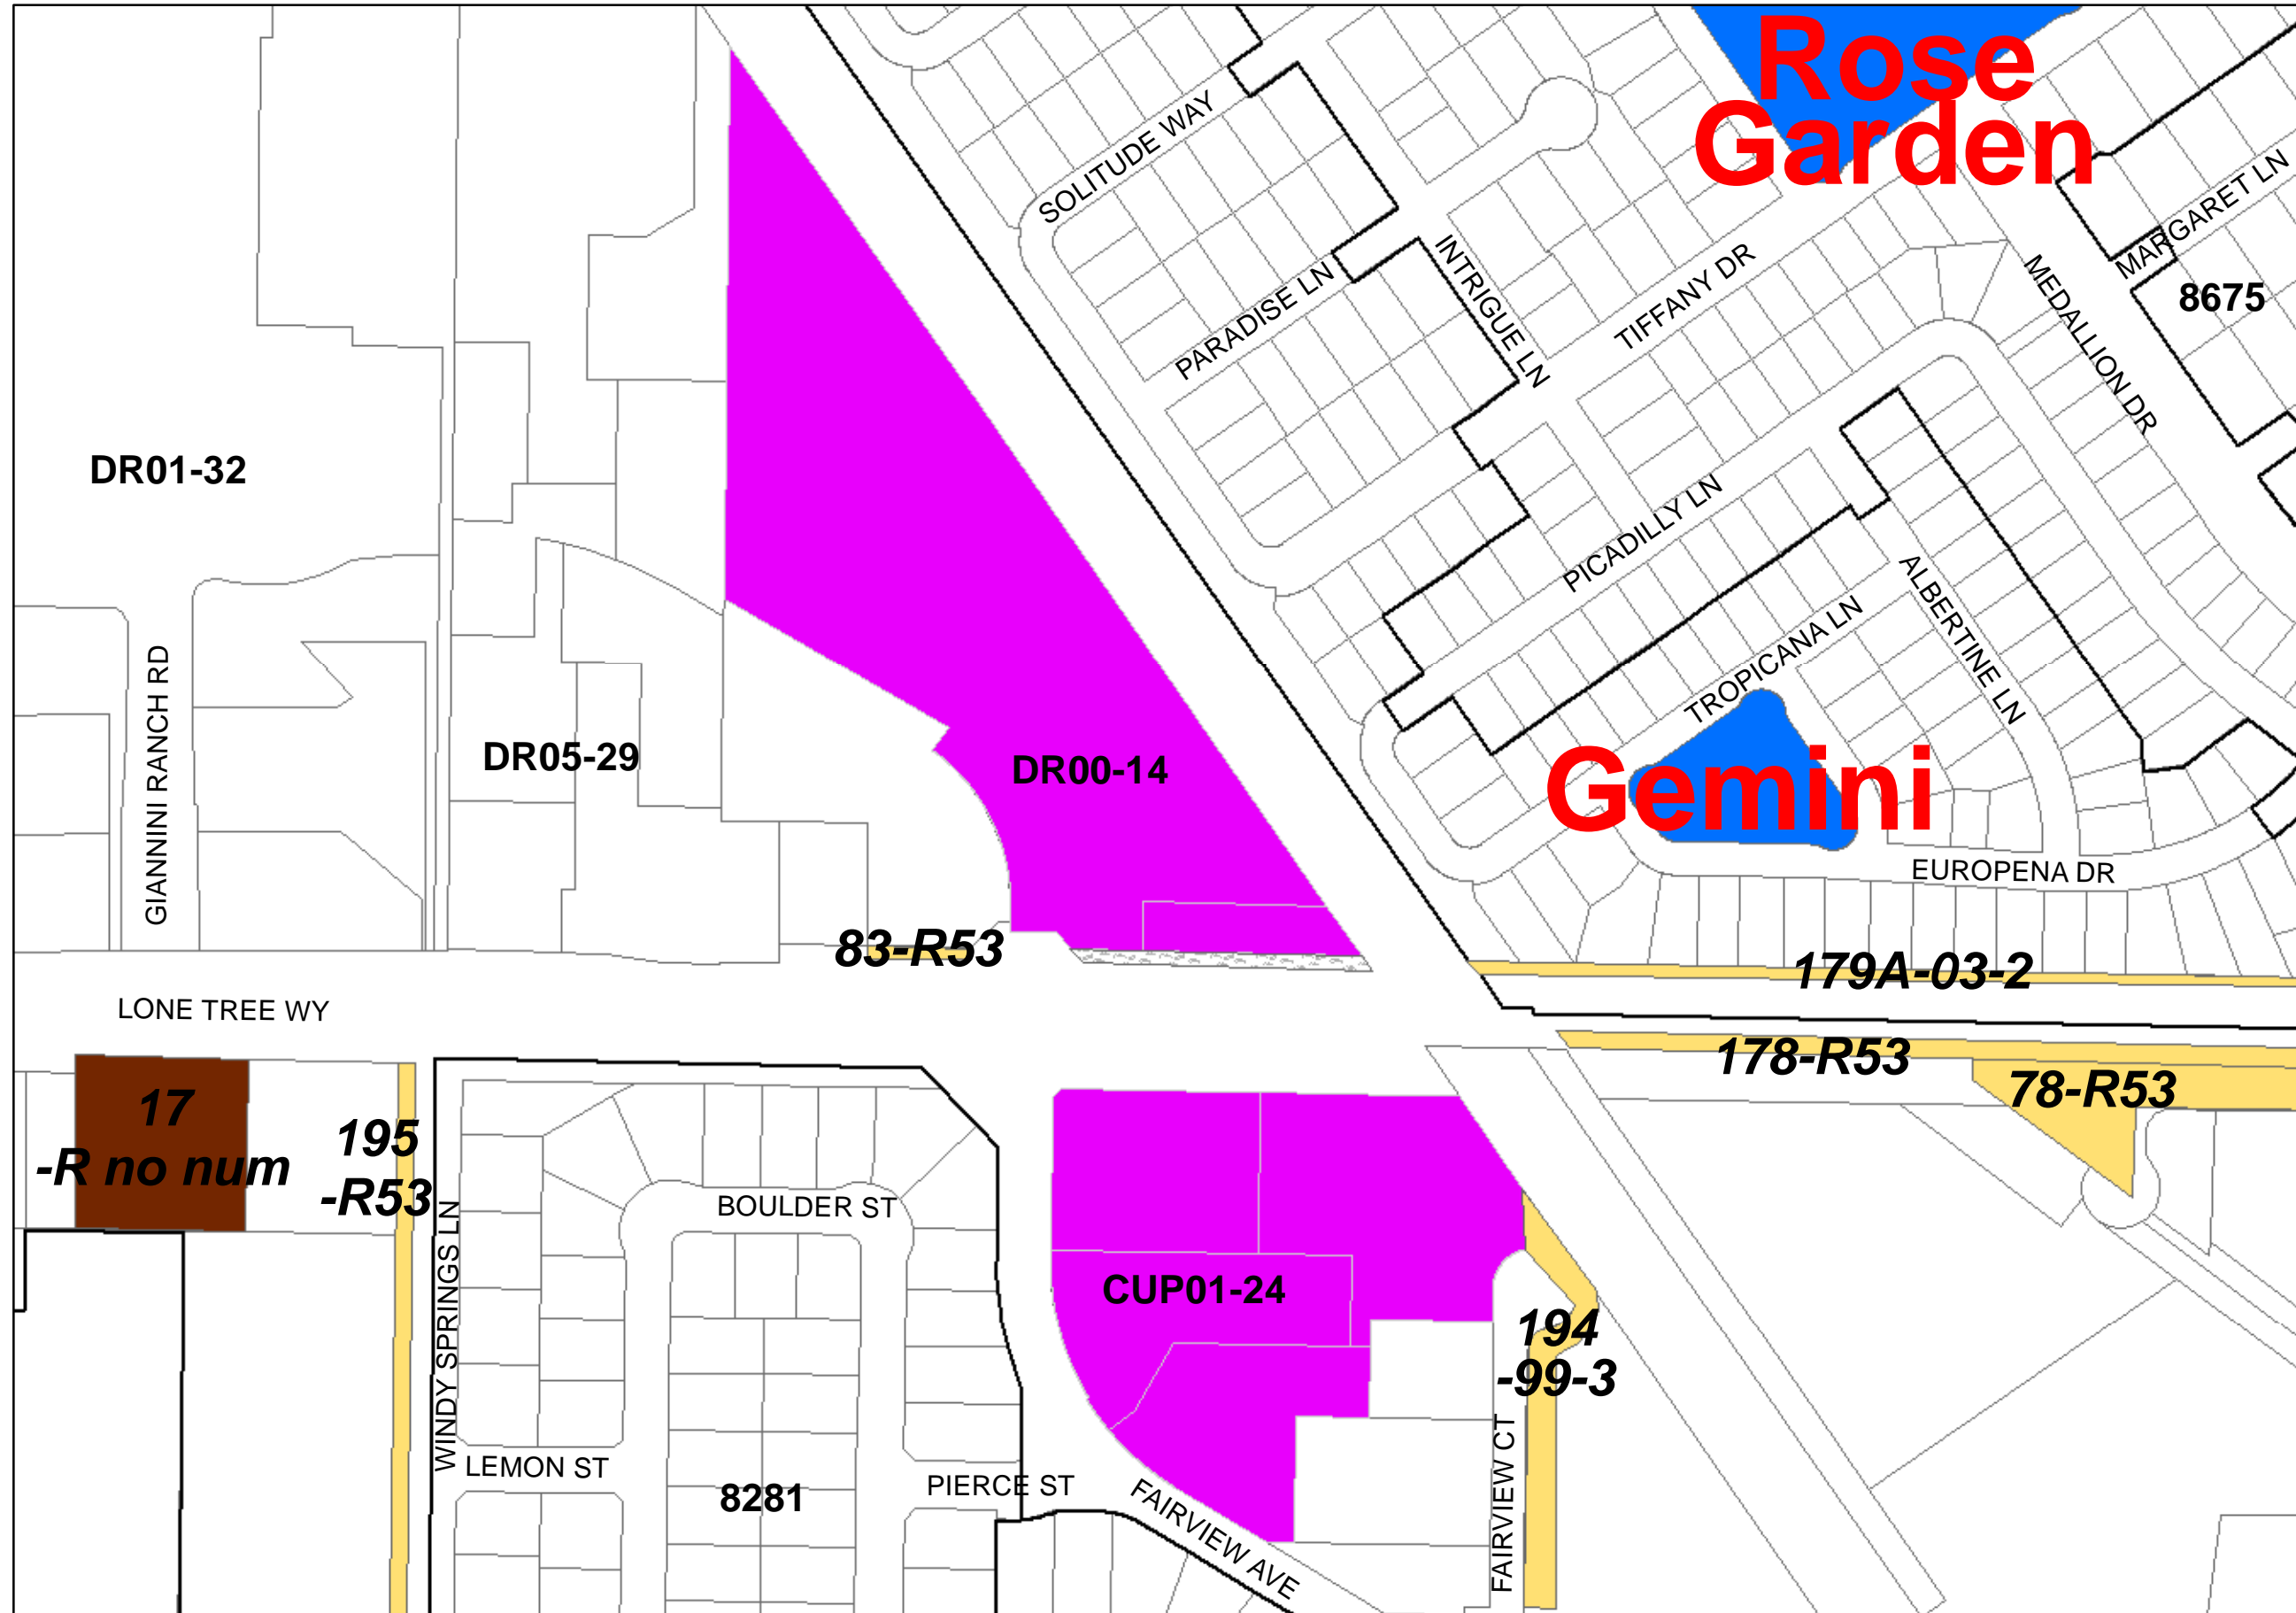 Rose
Garden
SOLITUDE WAY
MARGARET LN
PARADISE LN
INTRIGUE LN
TIFFANY DR
MEDALLION DR
8675
DR01-32
PICADILLY LN
ALBERTINE LN
TROPICANA LN
GIANNINI RANCH RD
DR05-29
DR00-14
Gemini
EUROPENA DR
83-R53
179A-03-2
LONE TREE WY
178-R53
78-R53
17
-R no num
195
-R53
BOULDER ST
WINDY SPRINGS LN
CUP01-24
194
-99-3
LEMON ST
8281
PIERCE ST
FAIRVIEW AVE
FAIRVIEW CT